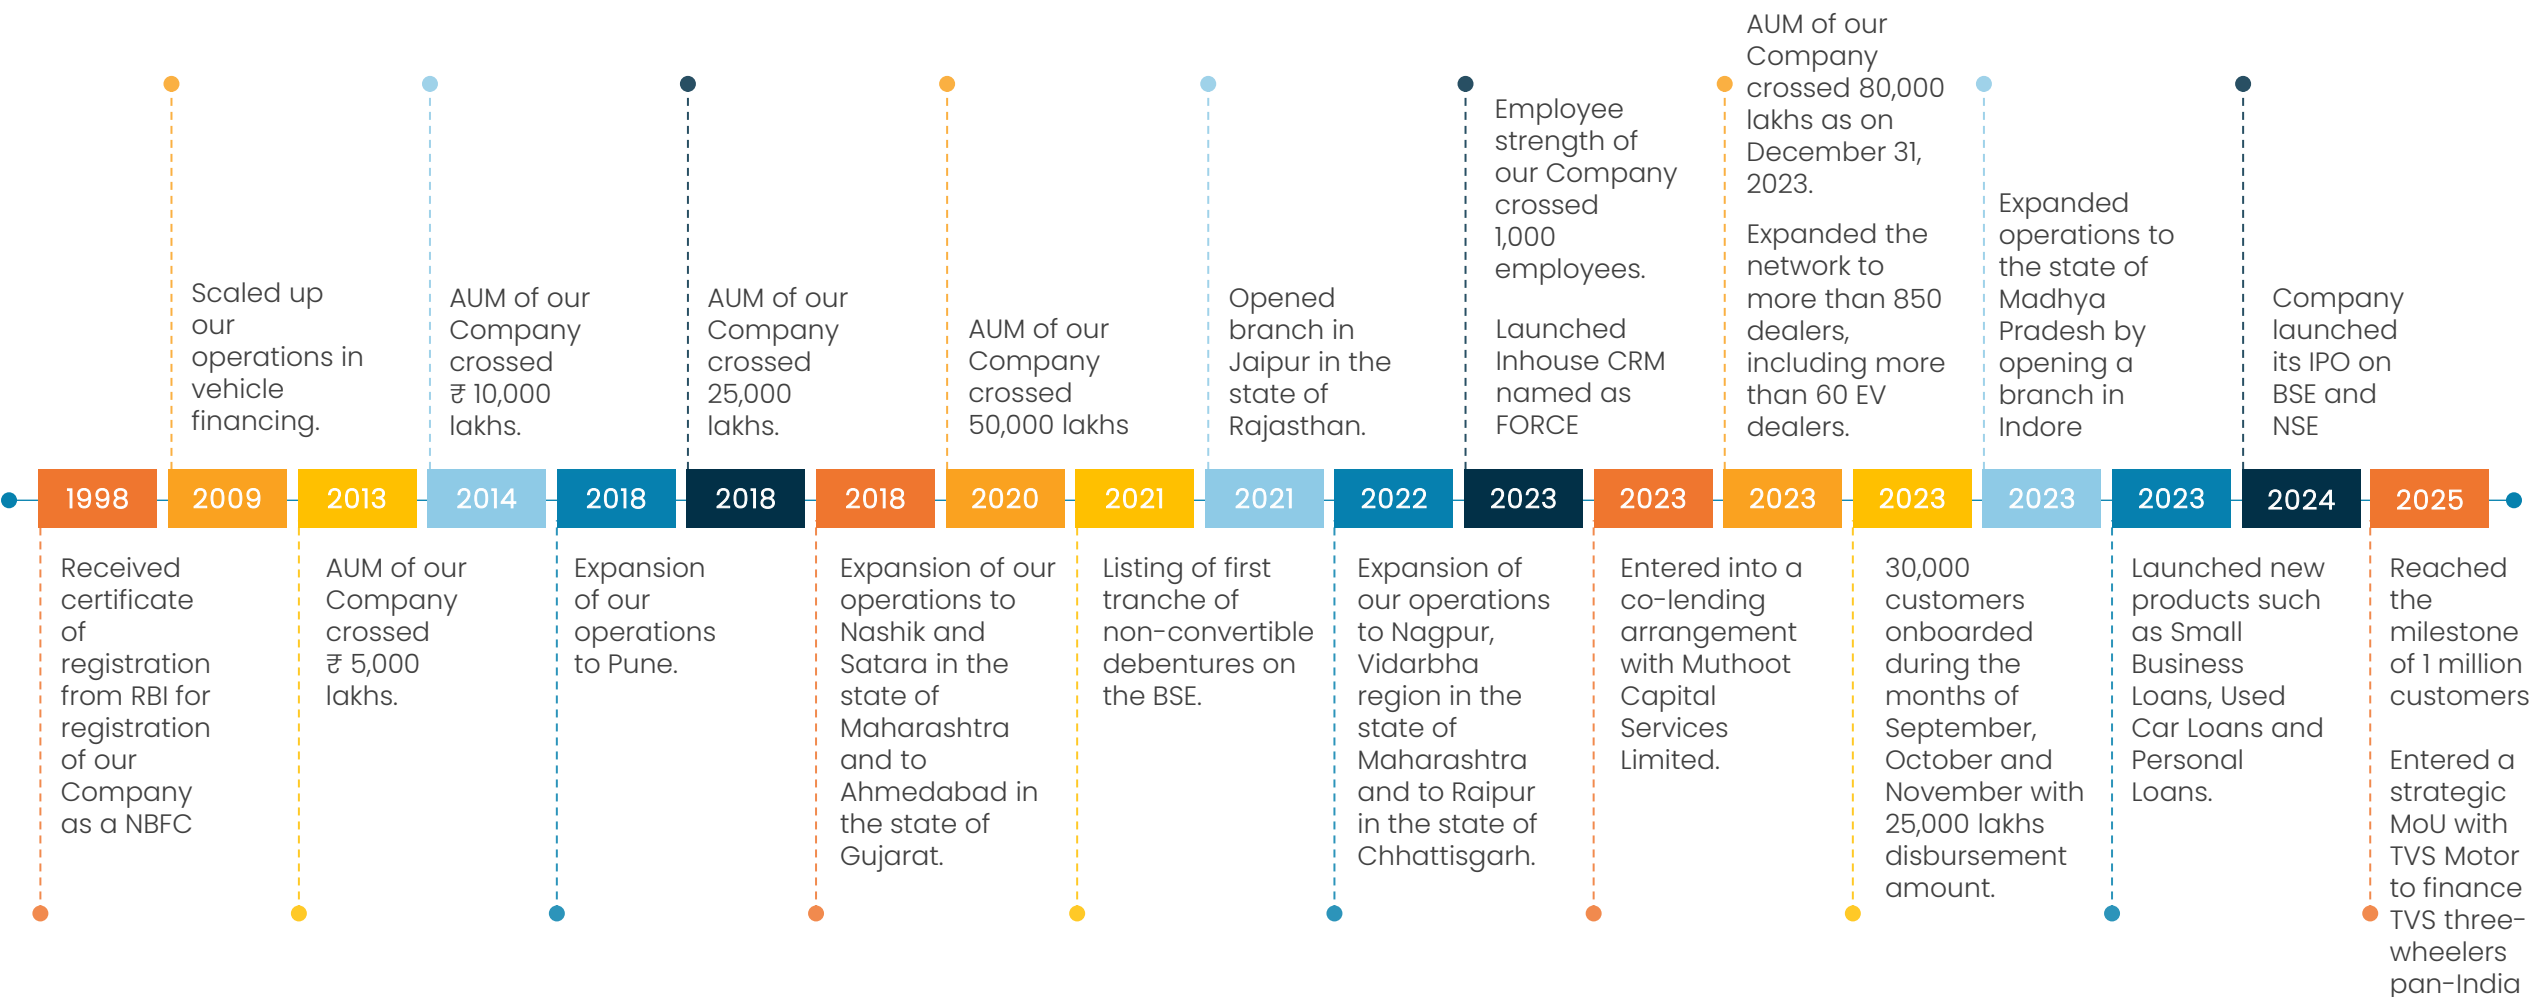 1998
Received
certificate
of
registration
from RBI for
registration
of our
Company
as a NBFC
2009
Scaled up
our
operations in
vehicle
financing.
2013
AUM of our
Company
crossed
₹ 5,000
lakhs.
2014
AUM of our
Company
crossed
₹ 10,000
lakhs.
2018
Expansion
of our
operations
to Pune.
2018
AUM of our
Company
crossed
25,000
lakhs.
2018
Expansion of our
operations to
Nashik and
Satara in the
state of
Maharashtra
and to
Ahmedabad in
the state of
Gujarat.
2020
AUM of our
Company
crossed
50,000 lakhs
2021
Listing of first
tranche of
non-convertible
debentures on
the BSE.
2021
Opened
branch in
Jaipur in the
state of
Rajasthan.
2022
Expansion of
our operations
to Nagpur,
Vidarbha
region in the
state of
Maharashtra
and to Raipur
in the state of
Chhattisgarh.
2023
Employee
strength of
our Company
crossed
1,000
employees.
Launched
Inhouse CRM
named as
FORCE
2023
Entered into a
co-lending
arrangement
with Muthoot
Capital
Services
Limited.
2023
AUM of our
Company
crossed 80,000
lakhs as on
December 31,
2023.
Expanded the
network to
more than 850
dealers,
including more
than 60 EV
dealers.
2023
30,000
customers
onboarded
during the
months of
September,
October and
November with
25,000 lakhs
disbursement
amount.
2023
Expanded
operations to
the state of
Madhya
Pradesh by
opening a
branch in
Indore
2023
Launched new
products such
as Small
Business
Loans, Used
Car Loans and
Personal
Loans.
2024
Company
launched
its IPO on
BSE and
NSE
2025
Reached
the
milestone
of 1 million
customers
Entered a
strategic
MoU with
TVS Motor
to finance
TVS three-
wheelers
pan-India